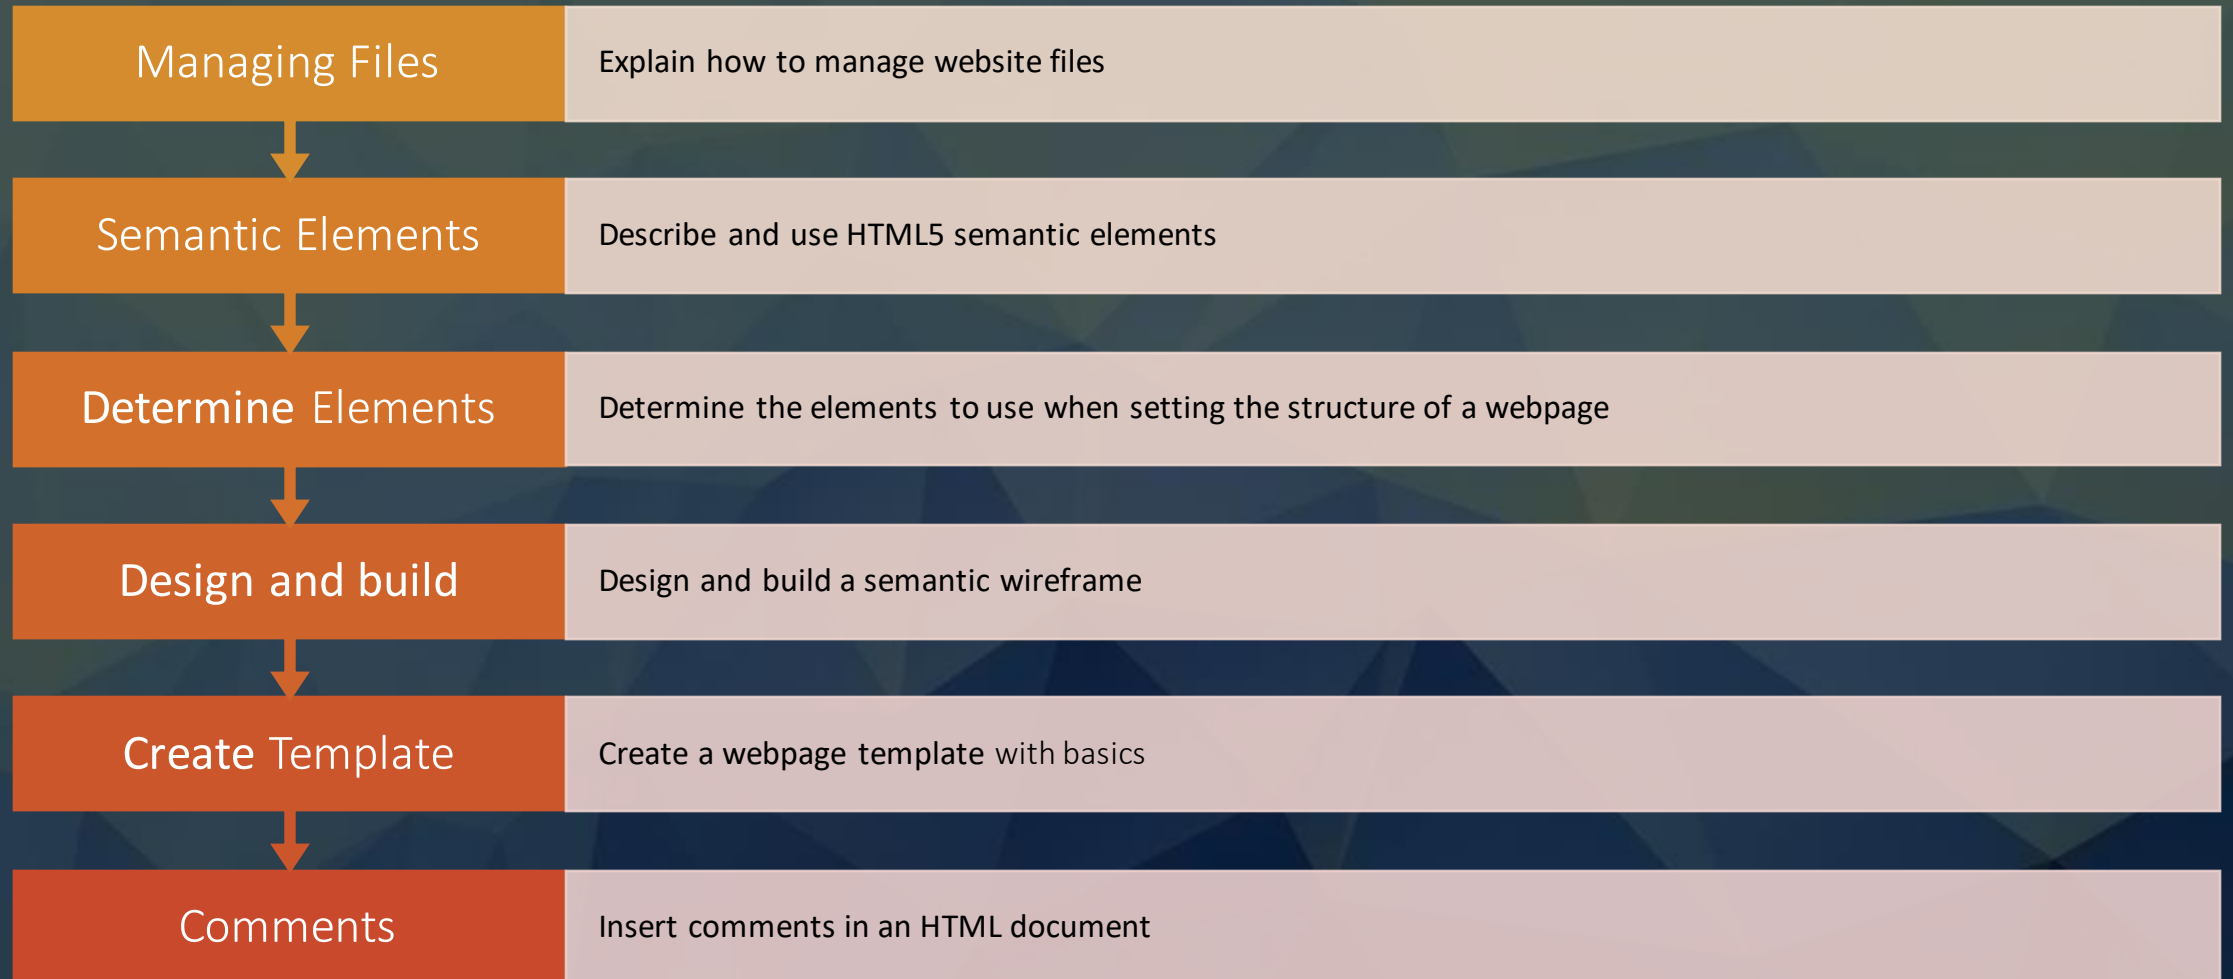 Managing Files
Explain how to manage website files
Semantic Elements
Describe and use HTML5 semantic elements
Determine Elements
Determine the elements to use when setting the structure of a webpage
Design and build
Design and build a semantic wireframe
Create Template
Create a webpage template with basics
Comments
Insert comments in an HTML document